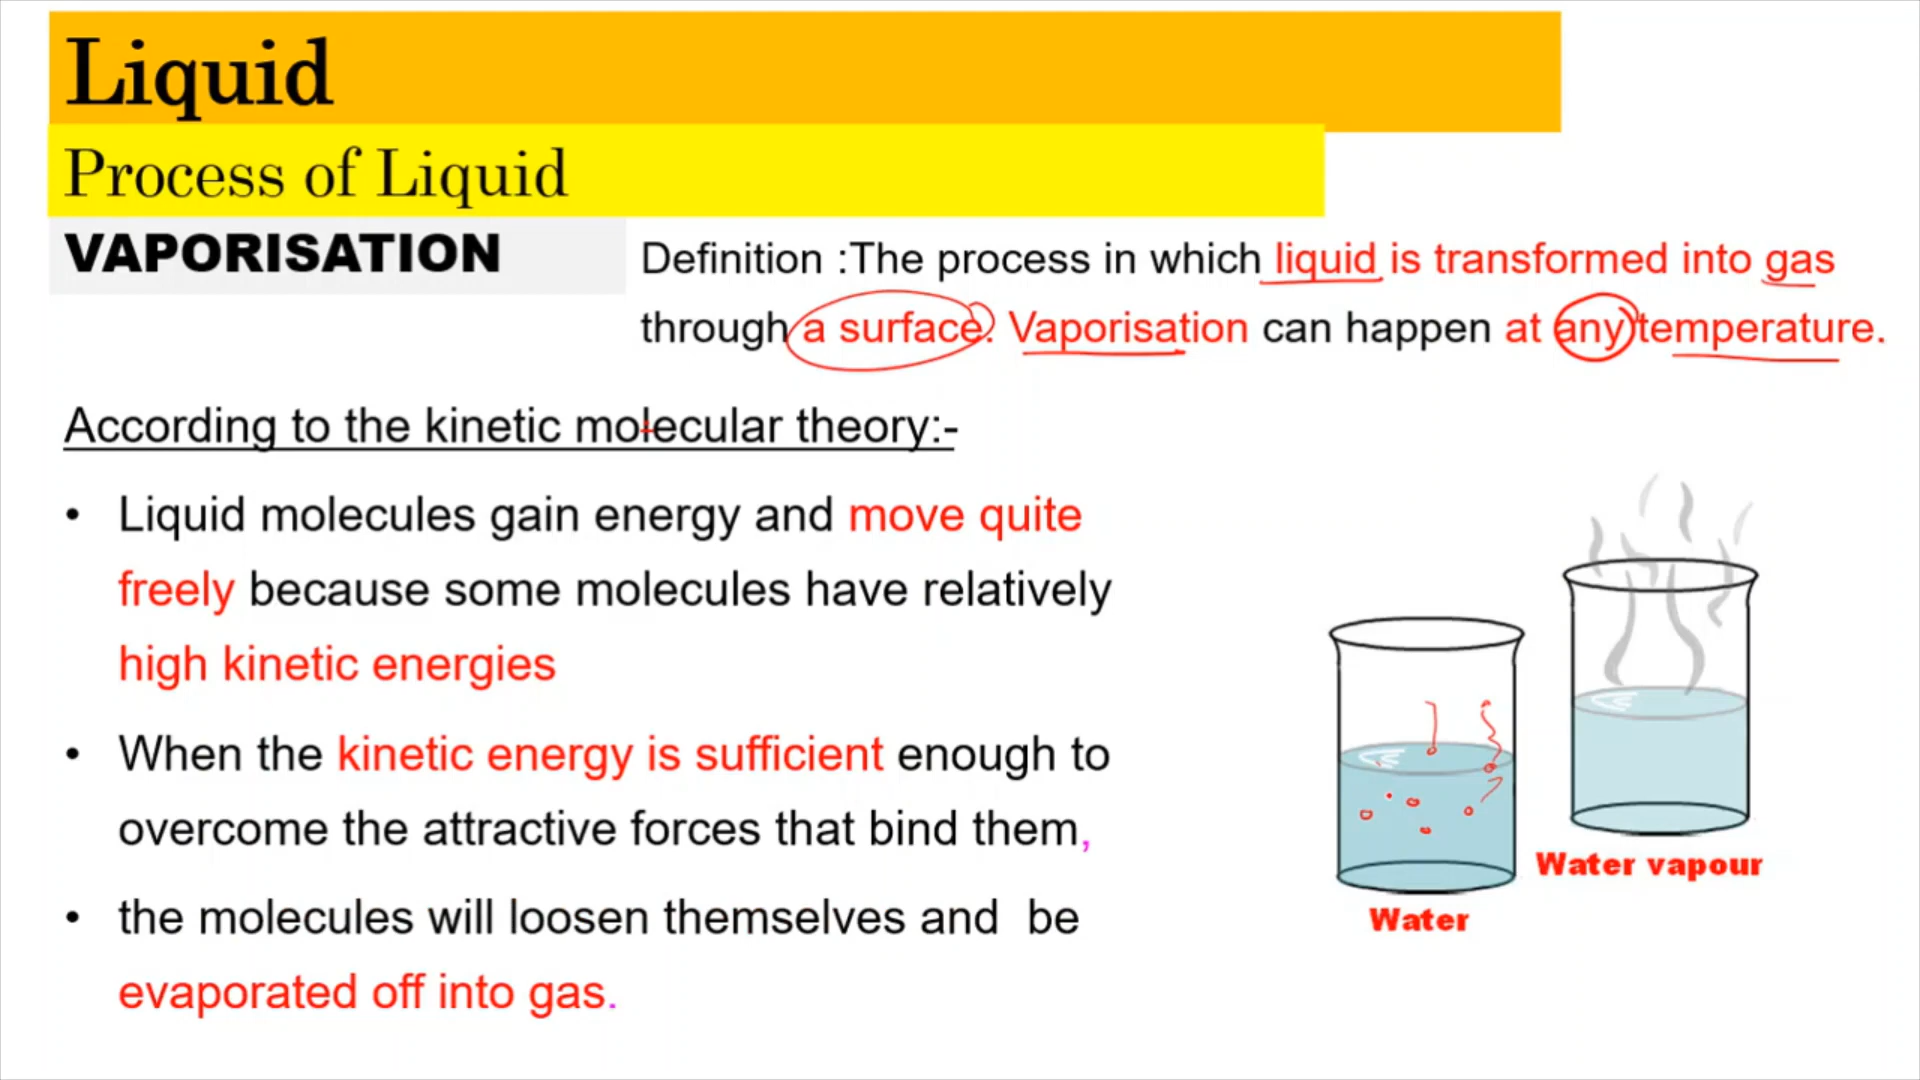 Liquid
Process of Liquid
VAPORISATION
Definition :The process in which liquid is transformed into gas
through a surface. Vaporisation can happen at any temperature.
According to the kinetic molecular theory:-
• Liquid molecules gain energy and move quite
freely because some molecules have relatively
high kinetic energies
• When the kinetic energy is sufficient enough to
overcome the attractive forces that bind them,
• the molecules will loosen themselves and be
evaporated off into gas.
Water vapour
Water